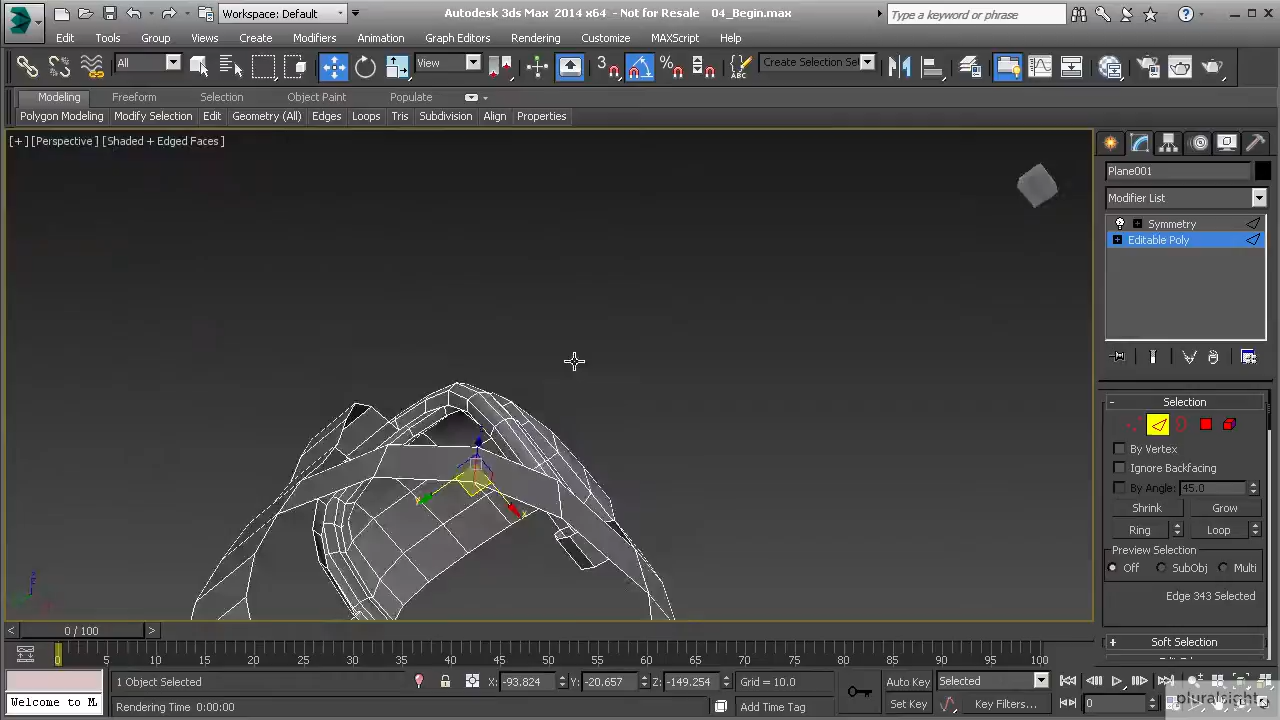 Workspace: Default
Autodesk 3ds Max 2014 x64 - Not for Resale 04_Begin.max
Type a keyword or phrase
Edit Tools Group Views Create Modifiers Animation Graph Editors Rendering Customize MAXScript Help
All View 3 Create Selection Se
Modeling Freeform Selection Object Paint Populate
Polygon Modeling Modify Selection Edit Geometry (All) Edges Loops Tris Subdivision Align Properties
[+] [Perspective] [Shaded + Edged Faces]
Plane001
Modifier List
Symmetry
Editable Poly
Selection
By Vertex
Ignore Backfacing
By Angle: 45.0
Shrink Grow
Ring Loop
Preview Selection
Off SubObj Multi
Edge 343 Selected
Soft Selection
0 / 100
0 5 10 15 20 25 30 35 40 45 50 55 60 65 70 75 80 85 90 95 100
1 Object Selected X: -93.824 Y: -20.657 Z: -149.254 Grid = 10.0 Auto Key Selected
Welcome to M Rendering Time 0:00:00 Add Time Tag Set Key Key Filters... 0
pluralsight